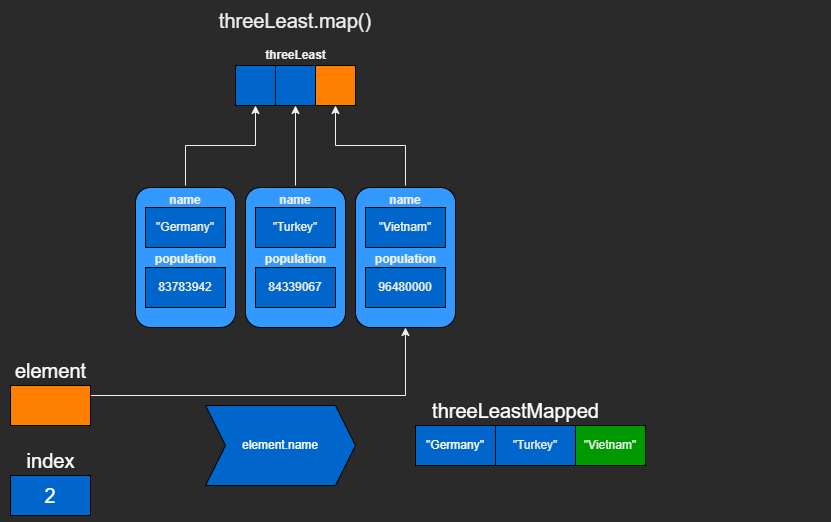 threeLeast.map()
threeLeast
name name name
"Germany" "Turkey" "Vietnam"
population population population
83783942 84339067 96480000
element
element.name
threeLeastMapped
"Germany" "Turkey" "Vietnam"
index
2